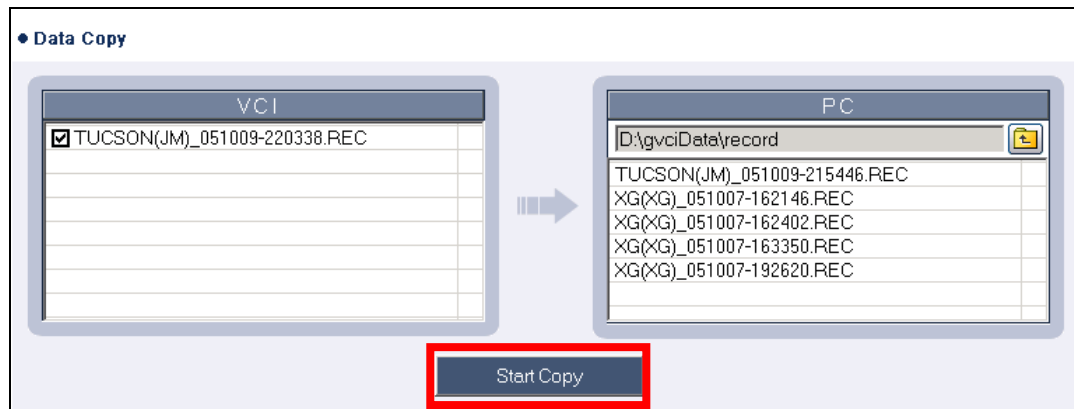 Data Copy
VCI
TUCSON(JM)_051009-220338.REC
PC
D:\gvciData\record
TUCSON(JM)_051009-215446.REC
XG(XG)_051007-162146.REC
XG(XG)_051007-162402.REC
XG(XG)_051007-163350.REC
XG(XG)_051007-192620.REC
Start Copy